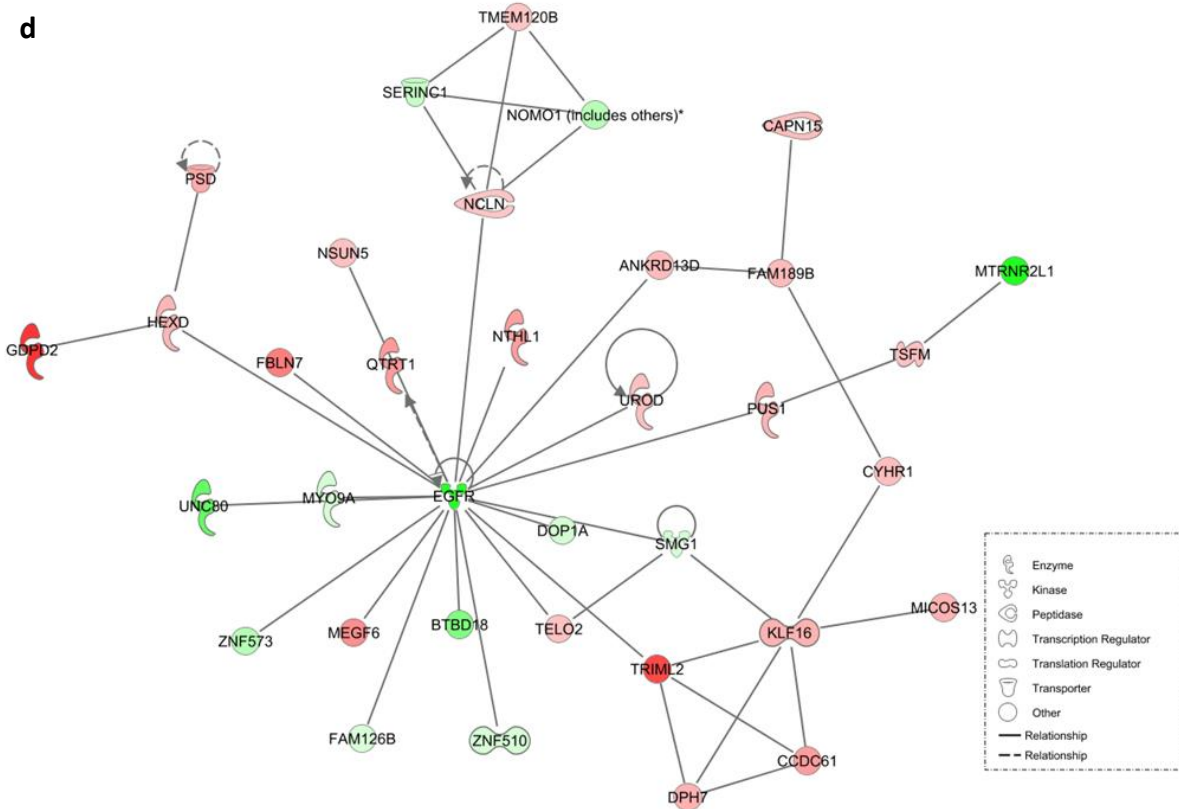 d
TMEM120B
SERINC1
NOMO1 (includes others)*
CAPN15
PSD
NCLN
NSUN5
ANKRD13D
FAM189B
MTRNR2L1
HEXD
GDPD2
FBLN7
QTRT1
NTHL1
TSFM
UROD
PUS1
CYHR1
UNC80
MYO9A
EGFR
DOP1A
SMG1
ZNF573
MEGF6
BTBD18
TELO2
KLF16
MICOS13
TRIML2
FAM126B
ZNF510
CCDC61
DPH7
Enzyme
Kinase
Peptidase
Transcription Regulator
Translation Regulator
Transporter
Other
Relationship
Relationship